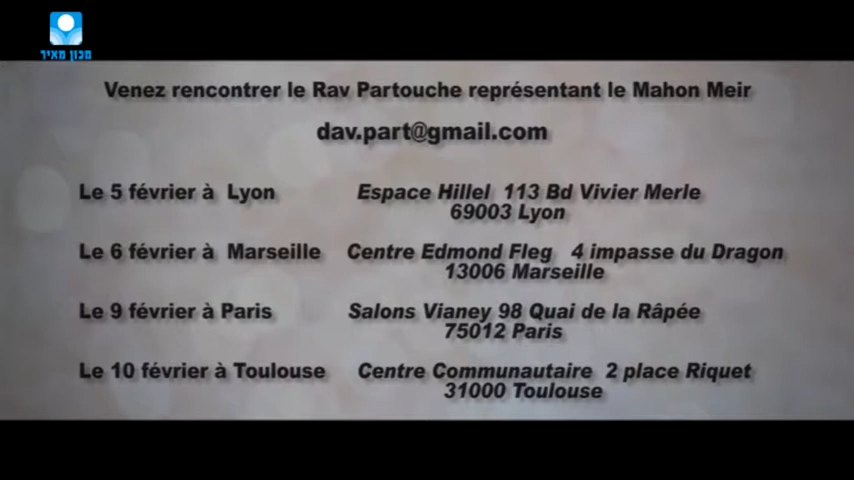 מכון מאיר
Venez rencontrer le Rav Partouche représentant le Mahon Meir
dav.part@gmail.com
Le 5 février à Lyon Espace Hillel 113 Bd Vivier Merle
69003 Lyon
Le 6 février à Marseille Centre Edmond Fleg 4 impasse du Dragon
13006 Marseille
Le 9 février à Paris Salons Vianey 98 Quai de la Râpée
75012 Paris
Le 10 février à Toulouse Centre Communautaire 2 place Riquet
31000 Toulouse